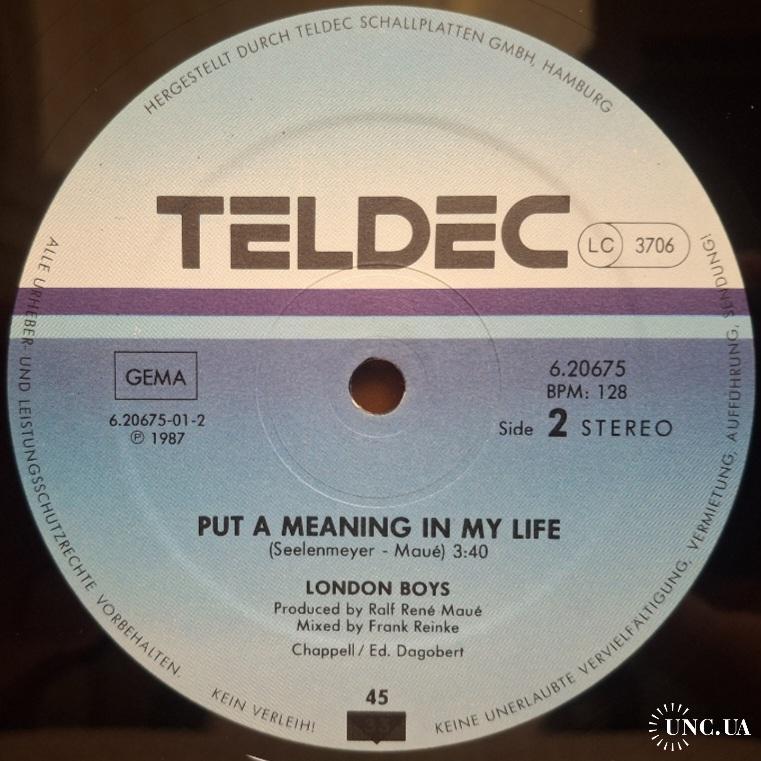 HERGESTELLT DURCH TELDEC SCHALLPLATTEN GMBH, HAMBURG
TELDEC
LC 3706
GEMA
6.20675-01-2
℗ 1987
6.20675
BPM: 128
Side 2 STEREO
PUT A MEANING IN MY LIFE
(Seelenmeyer - Maué) 3:40
LONDON BOYS
Produced by Ralf René Maué
Mixed by Frank Reinke
Chappell / Ed. Dagobert
45
33
ALLE URHEBER- UND LEISTUNGSSCHUTZRECHTE VORBEHALTEN. KEIN VERLEIH! KEINE UNERLAUBTE VERVIELFÄLTIGUNG, VERMIETUNG, AUFFÜHRUNG, SENDUNG!
UNC.UA